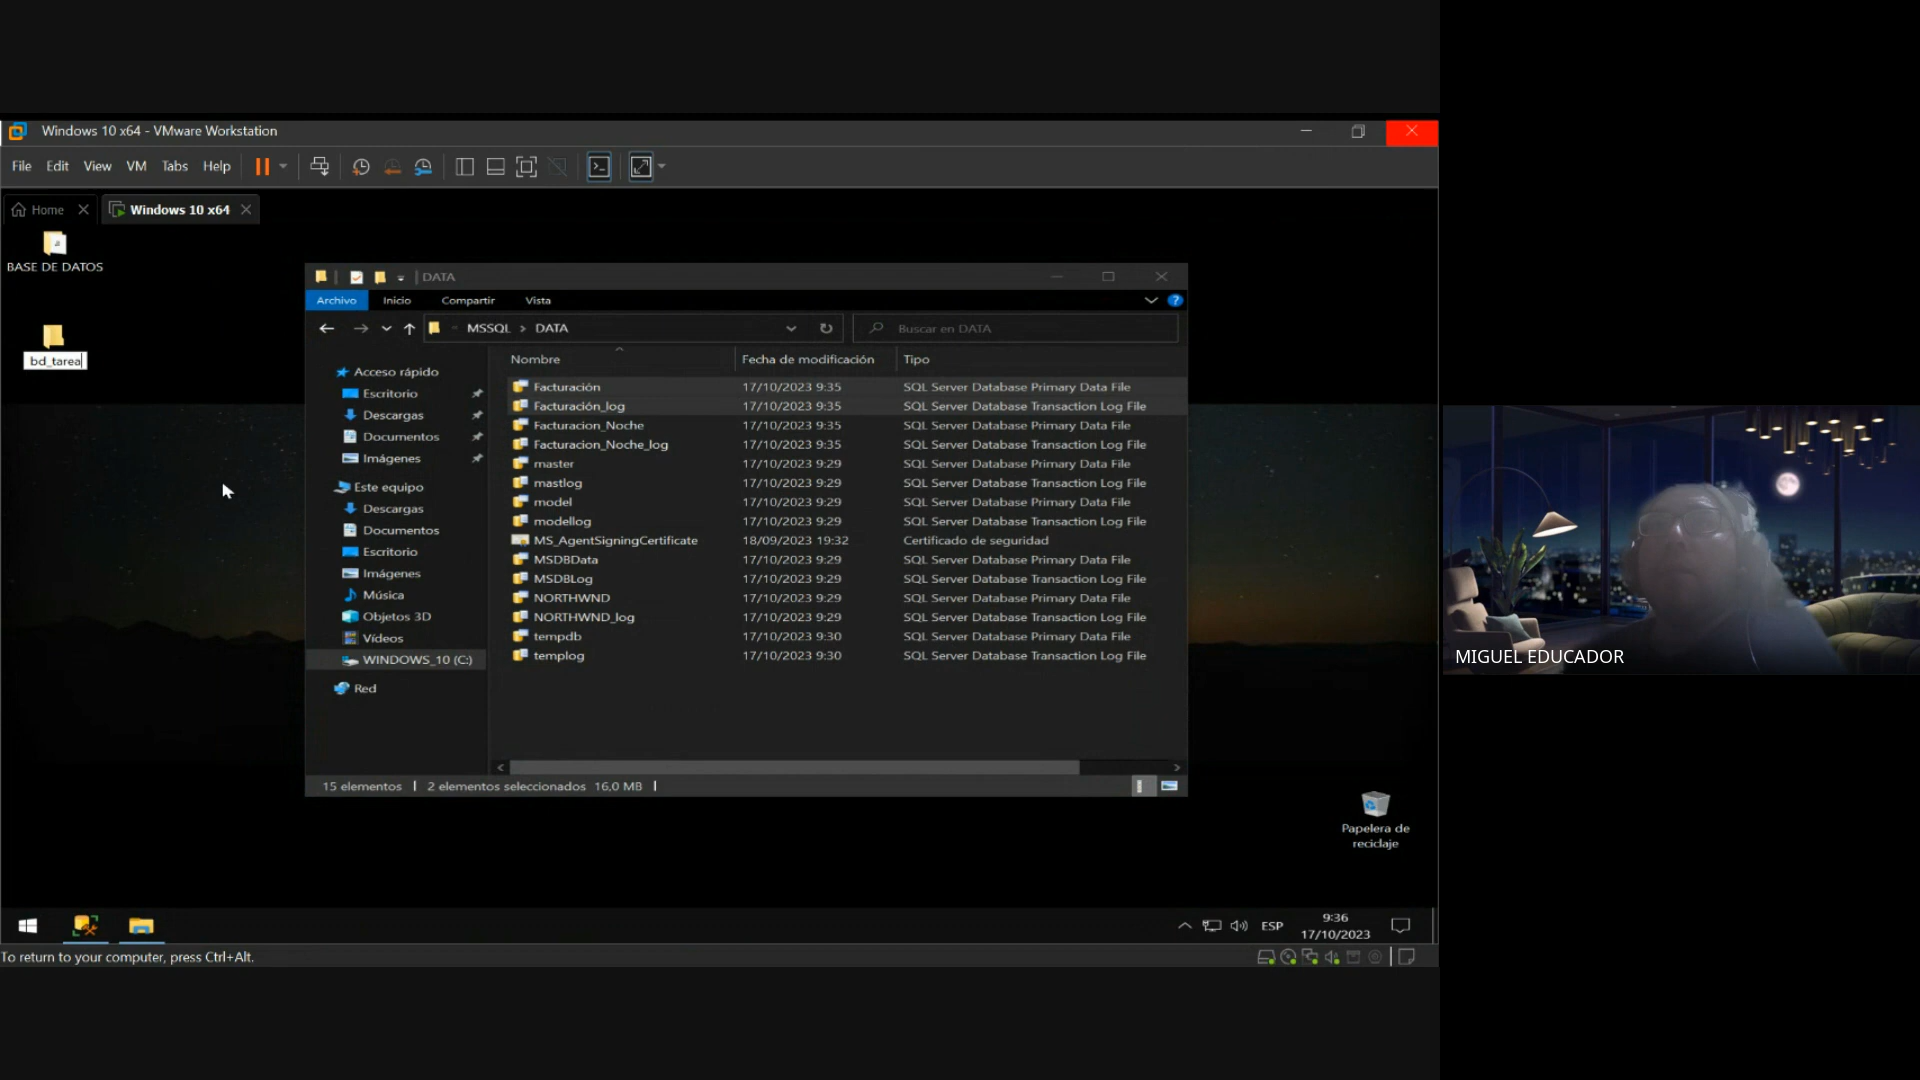 Windows 10 x64 - VMware Workstation
File Edit View VM Tabs Help
Home Windows 10 x64
BASE DE DATOS
bd_tarea
DATA
Archivo Inicio Compartir Vista
MSSQL > DATA
Buscar en DATA
Nombre Fecha de modificación Tipo
Acceso rápido
Escritorio
Descargas
Documentos
Imágenes
Este equipo
Descargas
Documentos
Escritorio
Imágenes
Música
Objetos 3D
Vídeos
WINDOWS_10 (C:)
Red
Facturación 17/10/2023 9:35 SQL Server Database Primary Data File
Facturación_log 17/10/2023 9:35 SQL Server Database Transaction Log File
Facturacion_Noche 17/10/2023 9:35 SQL Server Database Primary Data File
Facturacion_Noche_log 17/10/2023 9:35 SQL Server Database Transaction Log File
master 17/10/2023 9:29 SQL Server Database Primary Data File
mastlog 17/10/2023 9:29 SQL Server Database Transaction Log File
model 17/10/2023 9:29 SQL Server Database Primary Data File
modellog 17/10/2023 9:29 SQL Server Database Transaction Log File
MS_AgentSigningCertificate 18/09/2023 19:32 Certificado de seguridad
MSDBData 17/10/2023 9:29 SQL Server Database Primary Data File
MSDBLog 17/10/2023 9:29 SQL Server Database Transaction Log File
NORTHWND 17/10/2023 9:29 SQL Server Database Primary Data File
NORTHWND_log 17/10/2023 9:29 SQL Server Database Transaction Log File
tempdb 17/10/2023 9:30 SQL Server Database Primary Data File
templog 17/10/2023 9:30 SQL Server Database Transaction Log File
15 elementos 2 elementos seleccionados 16,0 MB
Papelera de
reciclaje
ESP
9:36
17/10/2023
To return to your computer, press Ctrl+Alt.
MIGUEL EDUCADOR